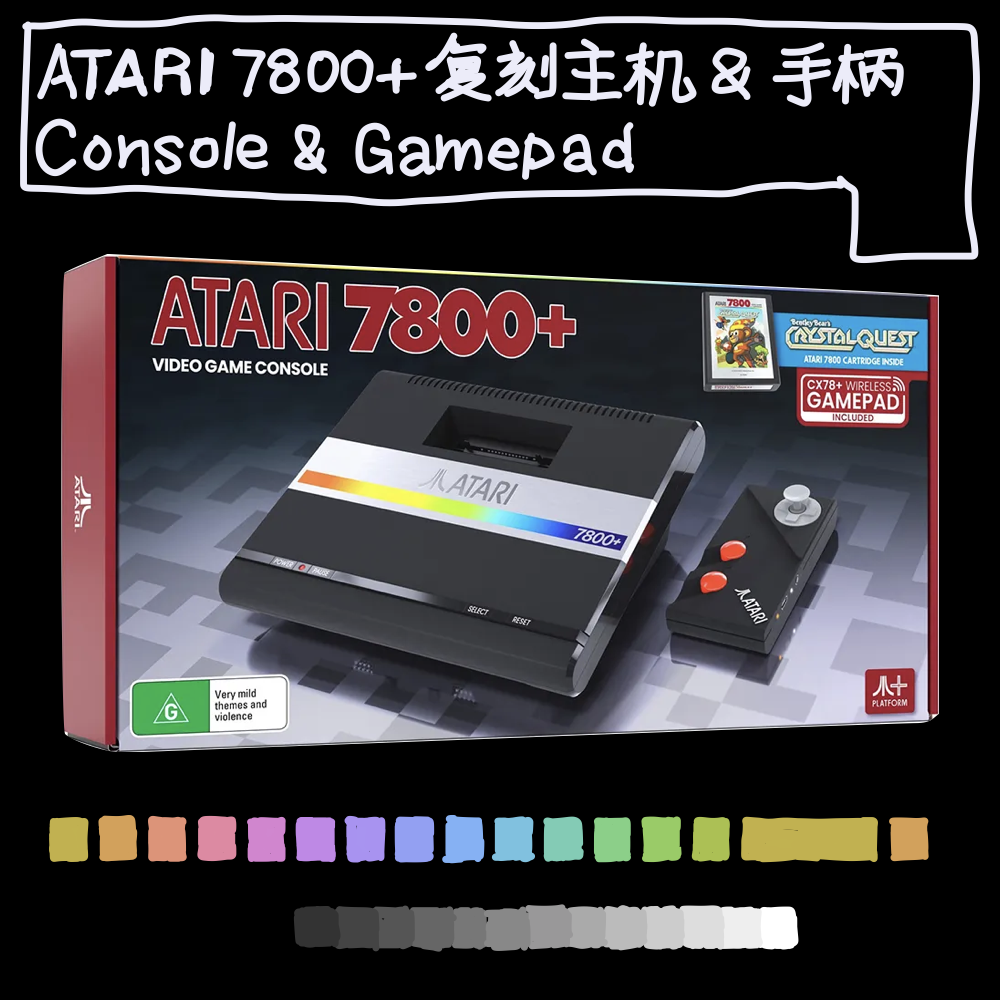 ATARI 7800+ 复刻主机 & 手柄
Console & Gamepad
ATARI 7800+
VIDEO GAME CONSOLE
ATARI 7800
Bentley Bear's
CRYSTAL QUEST
ATARI 7800 CARTRIDGE INSIDE
CX78+ WIRELESS
GAMEPAD
INCLUDED
ATARI
ATARI
7800+
POWER PAUSE
SELECT
RESET
ATARI
G
Very mild
themes and
violence
PLATFORM